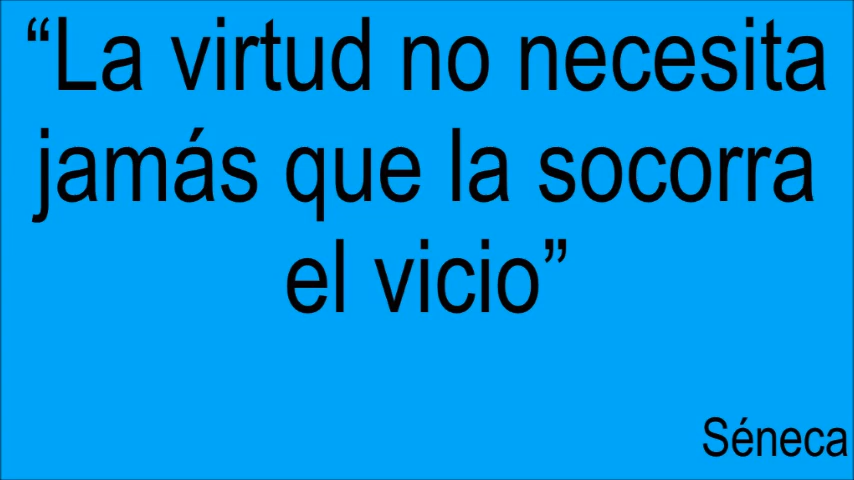 “La virtud no necesita
jamás que la socorra
el vicio”
Séneca